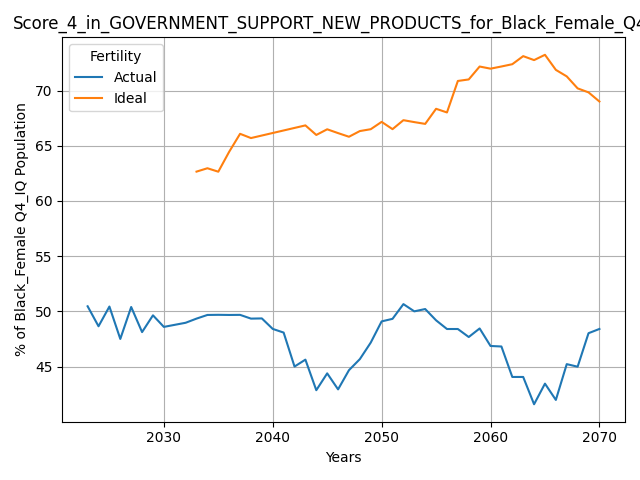 Score_4_in_GOVERNMENT_SUPPORT_NEW_PRODUCTS_for_Black_Female_Q4
Fertility
Actual
Ideal
% of Black_Female Q4_IQ Population
70
65
60
55
50
45
2030
2040
2050
2060
2070
Years